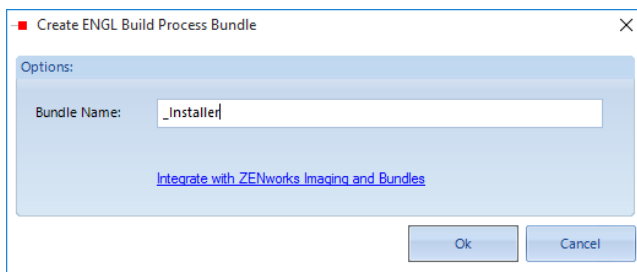 Create ENGL Build Process Bundle
Options:
Bundle Name: _Installer
Integrate with ZENworks Imaging and Bundles
Ok Cancel